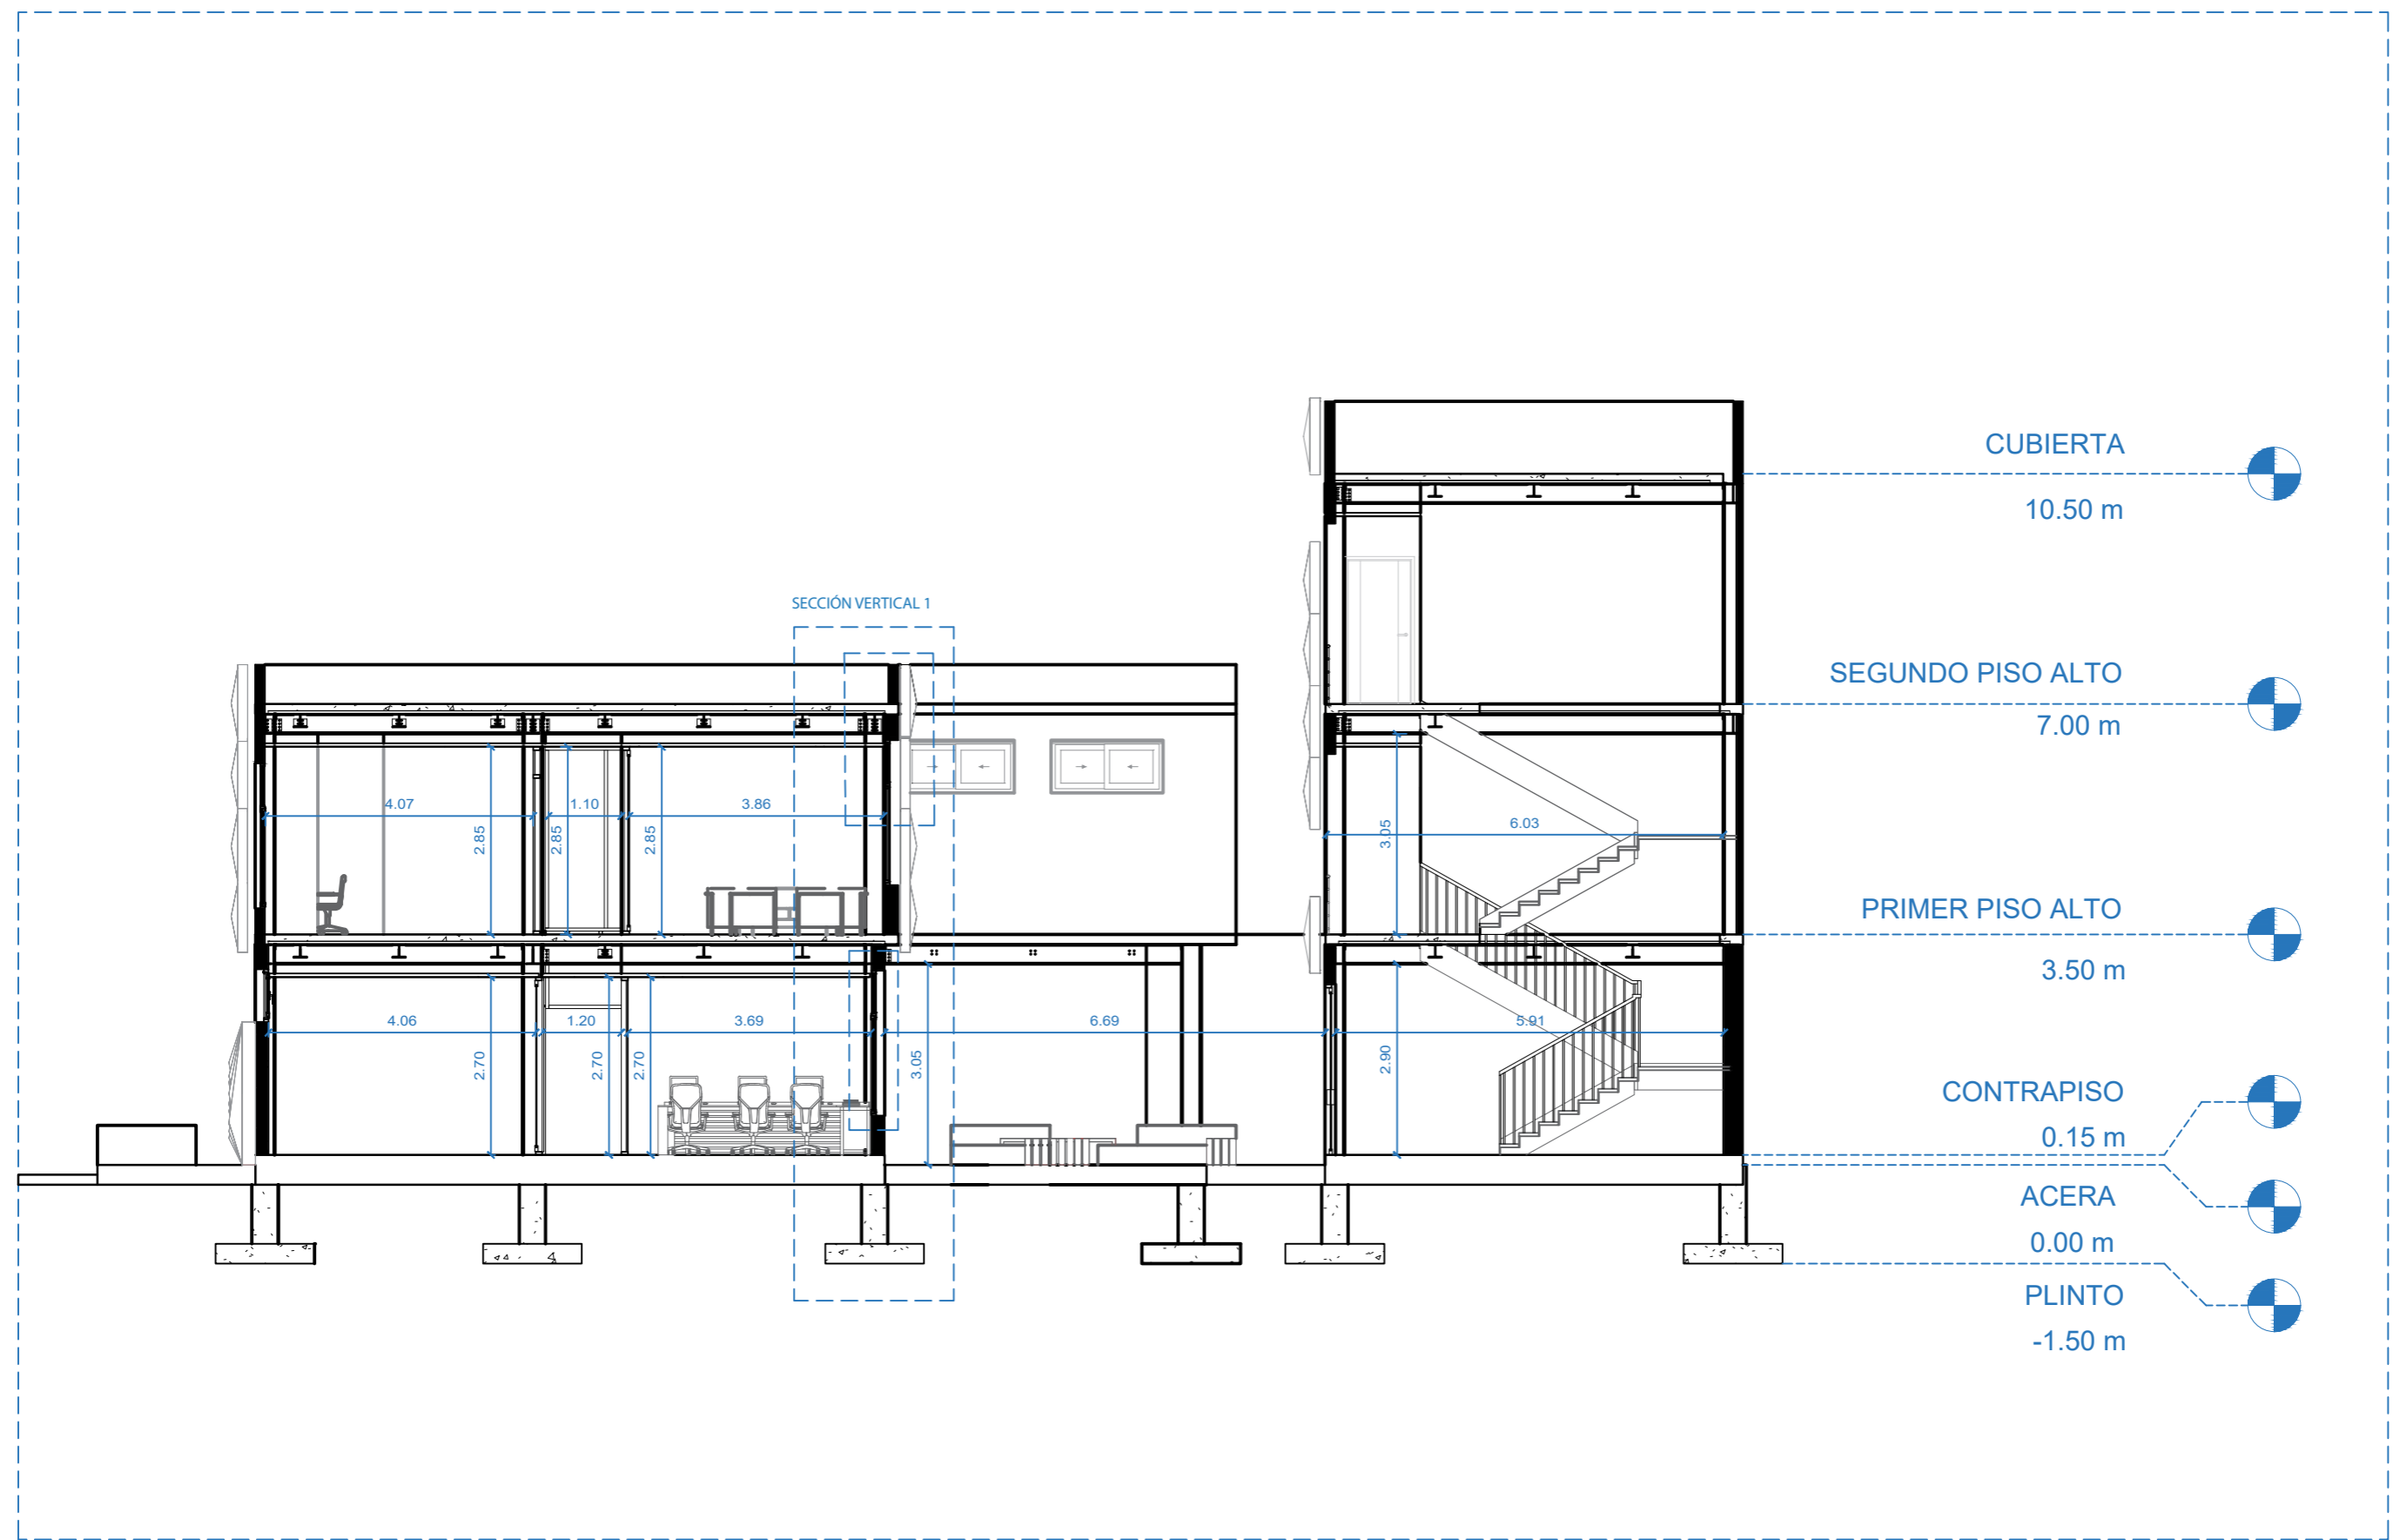 CUBIERTA
10.50 m
SECCIÓN VERTICAL 1
SEGUNDO PISO ALTO
7.00 m
4.07
1.10
3.86
2.85
2.85
2.85
3.05
6.03
PRIMER PISO ALTO
3.50 m
4.06
1.20
3.69
6.69
5.91
2.70
2.70
2.70
3.05
2.90
CONTRAPISO
0.15 m
ACERA
0.00 m
PLINTO
-1.50 m